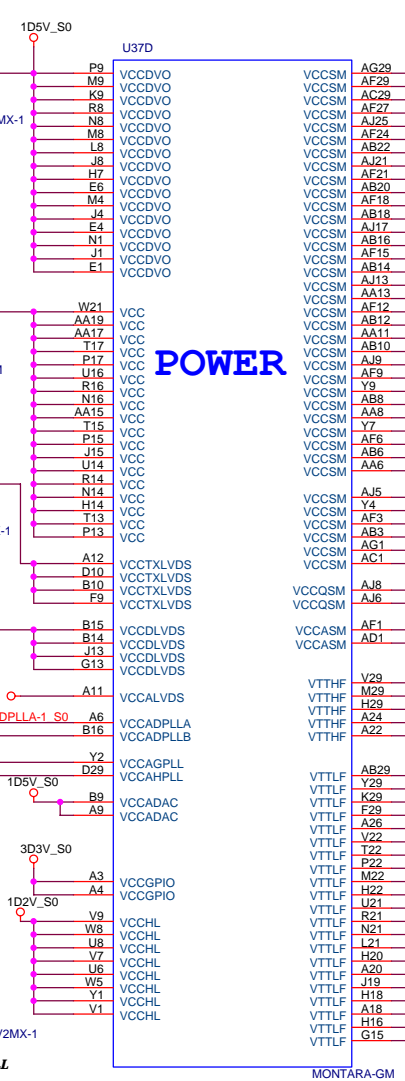 1D5V_S0
U37D
P9 VCCDVO VCCSM AG29
M9 VCCDVO VCCSM AF29
K9 VCCDVO VCCSM AC29
R8 VCCDVO VCCSM AF27
MX-1 N8 VCCDVO VCCSM AJ25
M8 VCCDVO VCCSM AF24
L8 VCCDVO VCCSM AB22
J8 VCCDVO VCCSM AJ21
H7 VCCDVO VCCSM AF21
E6 VCCDVO VCCSM AB20
M4 VCCDVO VCCSM AF18
J4 VCCDVO VCCSM AB18
E4 VCCDVO VCCSM AJ17
N1 VCCDVO VCCSM AB16
J1 VCCDVO VCCSM AF15
E1 VCCDVO VCCSM AB14
VCCSM AJ13
VCCSM AA13
W21 VCC VCCSM AF12
AA19 VCC VCCSM AB12
AA17 VCC VCCSM AA11
T17 VCC VCCSM AB10
P17 VCC VCCSM AJ9
POWER
U16 VCC VCCSM AF9
R16 VCC VCCSM Y9
N16 VCC VCCSM AB8
AA15 VCC VCCSM AA8
T15 VCC VCCSM Y7
P15 VCC VCCSM AF6
J15 VCC VCCSM AB6
U14 VCC VCCSM AA6
R14 VCC
N14 VCC VCCSM AJ5
H14 VCC VCCSM Y4
T13 VCC VCCSM AF3
P13 VCC VCCSM AB3
VCCSM AG1
A12 VCCTXLVDS VCCSM AC1
D10 VCCTXLVDS
B10 VCCTXLVDS VCCQSM AJ8
F9 VCCTXLVDS VCCQSM AJ6
B15 VCCDLVDS VCCASM AF1
B14 VCCDLVDS VCCASM AD1
J13 VCCDLVDS
G13 VCCDLVDS
VTTHF V29
A11 VCCALVDS VTTHF M29
VTTHF H29
DPLLA-1_S0 A6 VCCADPLLA VTTHF A24
B16 VCCADPLLB VTTHF A22
Y2 VCCAGPLL
D29 VCCAHPLL VTTLF AB29
1D5V_S0 VTTLF Y29
B9 VCCADAC VTTLF K29
A9 VCCADAC VTTLF F29
VTTLF A26
VTTLF V22
3D3V_S0 VTTLF T22
VTTLF P22
A3 VCCGPIO VTTLF M22
A4 VCCGPIO VTTLF H22
1D2V_S0 VTTLF U21
V9 VCCHL VTTLF R21
W8 VCCHL VTTLF N21
U8 VCCHL VTTLF L21
V7 VCCHL VTTLF H20
U6 VCCHL VTTLF A20
W5 VCCHL VTTLF J19
Y1 VCCHL VTTLF H18
V1 VCCHL VTTLF A18
VTTLF H16
V2MX-1 VTTLF G15
MONTARA-GM